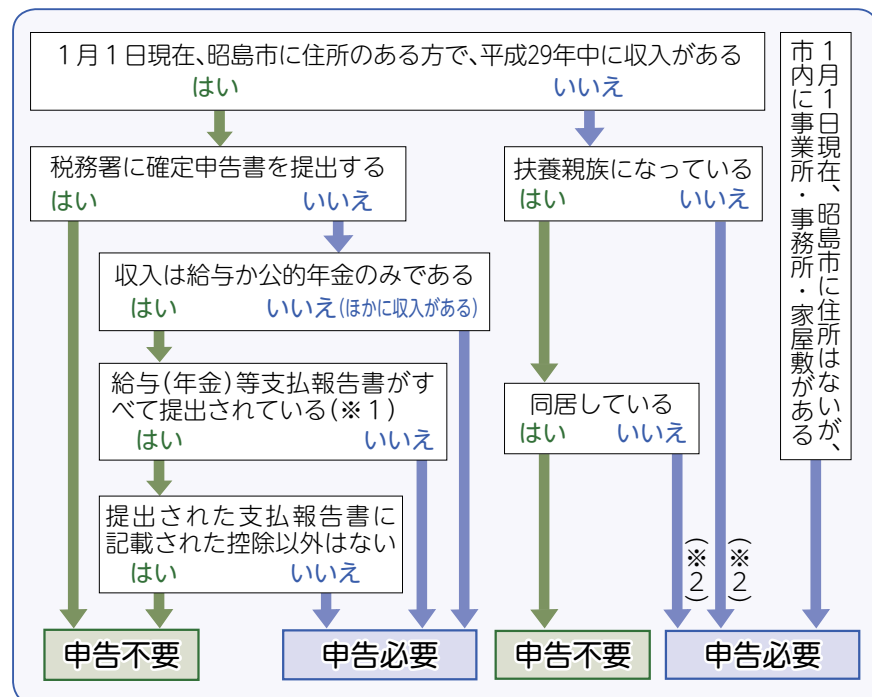 1月1日現在、昭島市に住所のある方で、平成29年中に収入がある
はい
いいえ
税務署に確定申告書を提出する
はい
いいえ
収入は給与か公的年金のみである
はい
いいえ(ほかに収入がある)
給与(年金)等支払報告書がす
べて提出されている(※1)
はい
いいえ
提出された支払報告書に
記載された控除以外はない
はい
いいえ
申告不要
申告必要
扶養親族になっている
はい
いいえ
同居している
はい
いいえ
(※2)
(※2)
申告不要
申告必要
1月1日現在、昭島市に住所はないが、
市内に事業所・事務所・家屋敷がある